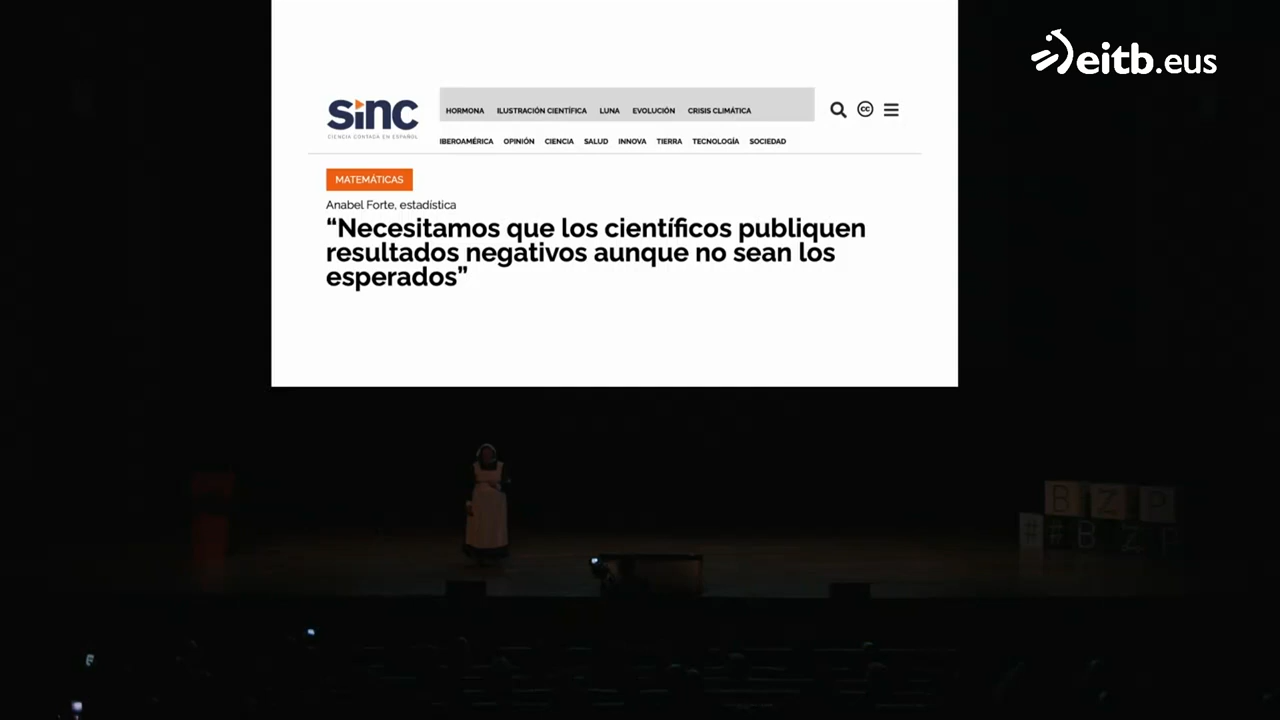 eitb.eus
sinc
CIENCIA CONTADA EN ESPAÑOL
HORMONA ILUSTRACIÓN CIENTÍFICA LUNA EVOLUCIÓN CRISIS CLIMÁTICA
cc
IBEROAMÉRICA OPINIÓN CIENCIA SALUD INNOVA TIERRA TECNOLOGÍA SOCIEDAD
MATEMÁTICAS
Anabel Forte, estadística
“Necesitamos que los científicos publiquen
resultados negativos aunque no sean los
esperados”
B Z P
# # B I Z P